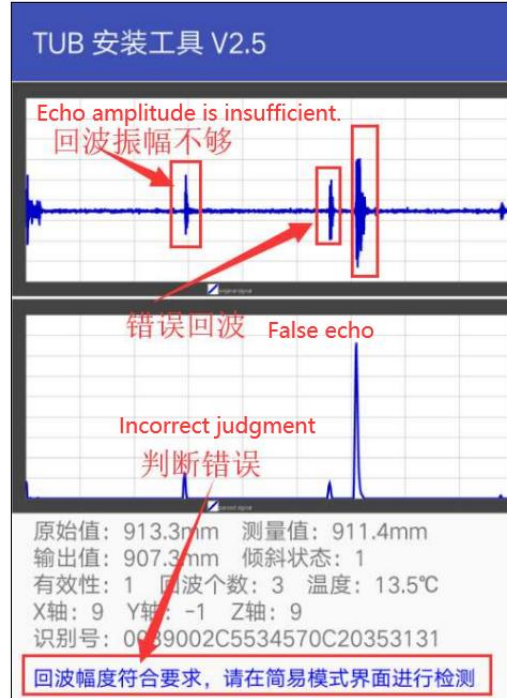 TUB 安装工具 V2.5
Echo amplitude is insufficient.
回波振幅不够
original signal
错误回波
False echo
Incorrect judgment
判断错误
原始值：913.3mm 测量值：911.4mm
输出值：907.3mm 倾斜状态：1
有效性：1 回波个数：3 温度：13.5℃
X轴：9 Y轴：-1 Z轴：9
识别号：0039002C5534570C20353131
回波幅度符合要求，请在简易模式界面进行检测